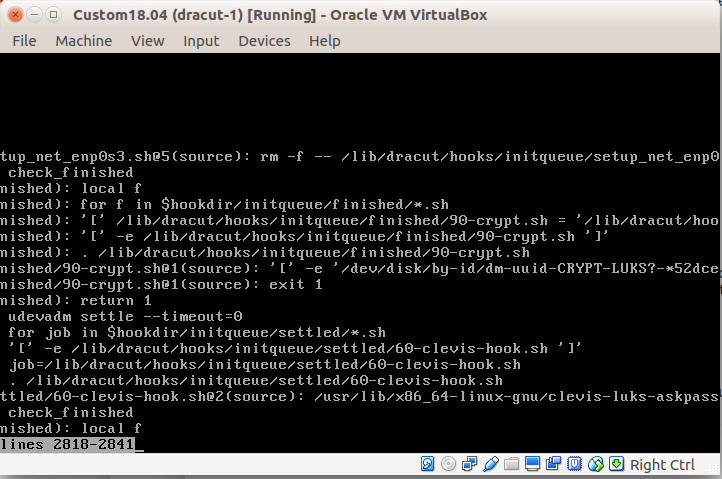 Custom18.04 (dracut-1) [Running] - Oracle VM VirtualBox
File Machine View Input Devices Help
tup_net_enp0s3.sh@5(source): rm -f -- /lib/dracut/hooks/initqueue/setup_net_enp0
check_finished
nished): local f
nished): for f in $hookdir/initqueue/finished/*.sh
nished): '[' /lib/dracut/hooks/initqueue/finished/90-crypt.sh = '/lib/dracut/hoo
nished): '[' -e /lib/dracut/hooks/initqueue/finished/90-crypt.sh ']'
nished): . /lib/dracut/hooks/initqueue/finished/90-crypt.sh
nished/90-crypt.sh@1(source): '[' -e '/dev/disk/by-id/dm-uuid-CRYPT-LUKS?-*52dce
nished/90-crypt.sh@1(source): exit 1
nished): return 1
udevadm settle --timeout=0
for job in $hookdir/initqueue/settled/*.sh
'[' -e /lib/dracut/hooks/initqueue/settled/60-clevis-hook.sh ']'
job=/lib/dracut/hooks/initqueue/settled/60-clevis-hook.sh
. /lib/dracut/hooks/initqueue/settled/60-clevis-hook.sh
ttled/60-clevis-hook.sh@2(source): /usr/lib/x86_64-linux-gnu/clevis-luks-askpass
check_finished
nished): local f
lines 2818-2841
Right Ctrl